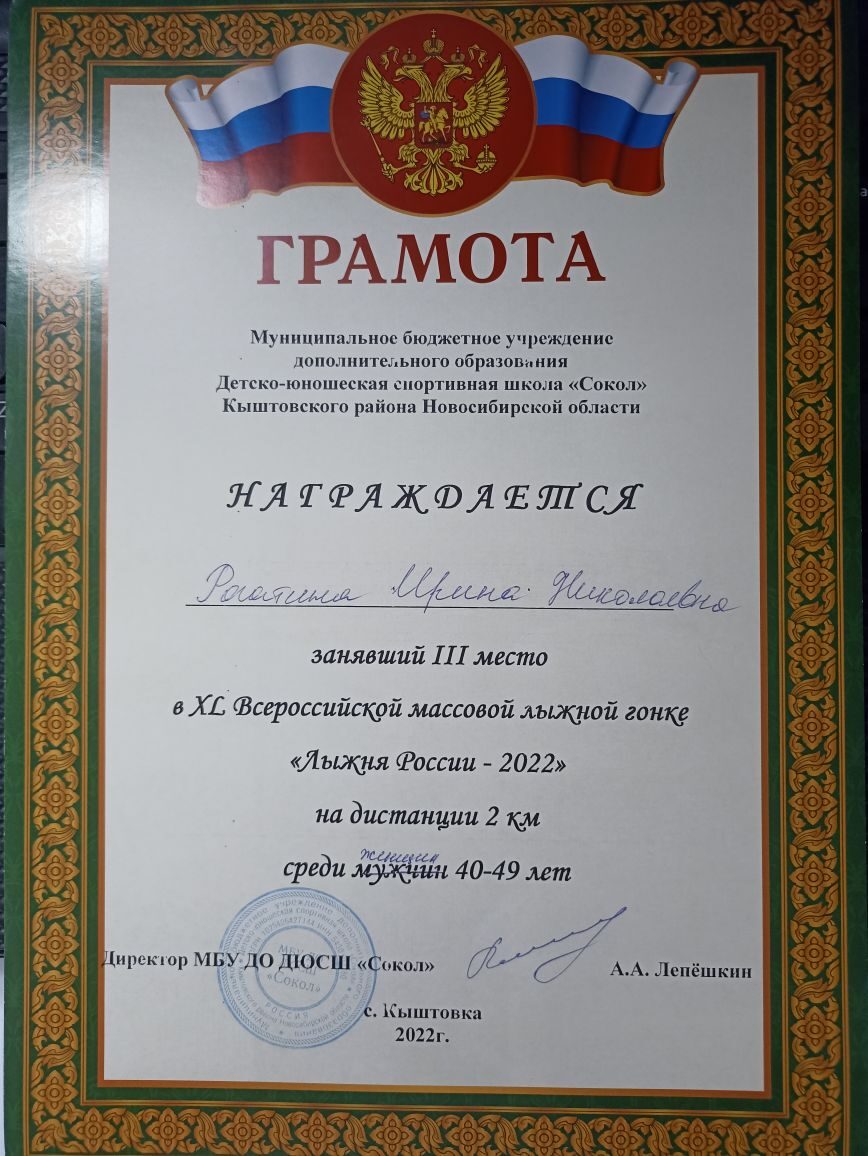 ГРАМОТА
Муниципальное бюджетное учреждение
дополнительного образования
Детско-юношеская спортивная школа «Сокол»
Кыштовского района Новосибирской области
НАГРАЖДАЕТСЯ
Ирина Николаевна
занявший III место
в XL Всероссийской массовой лыжной гонке
«Лыжня России - 2022»
на дистанции 2 км
женщин
среди мужчин 40-49 лет
Директор МБУ ДО ДЮСШ «Сокол»
А.А. Лепёшкин
с. Кыштовка
2022г.
«Сокол»
РОССИЯ